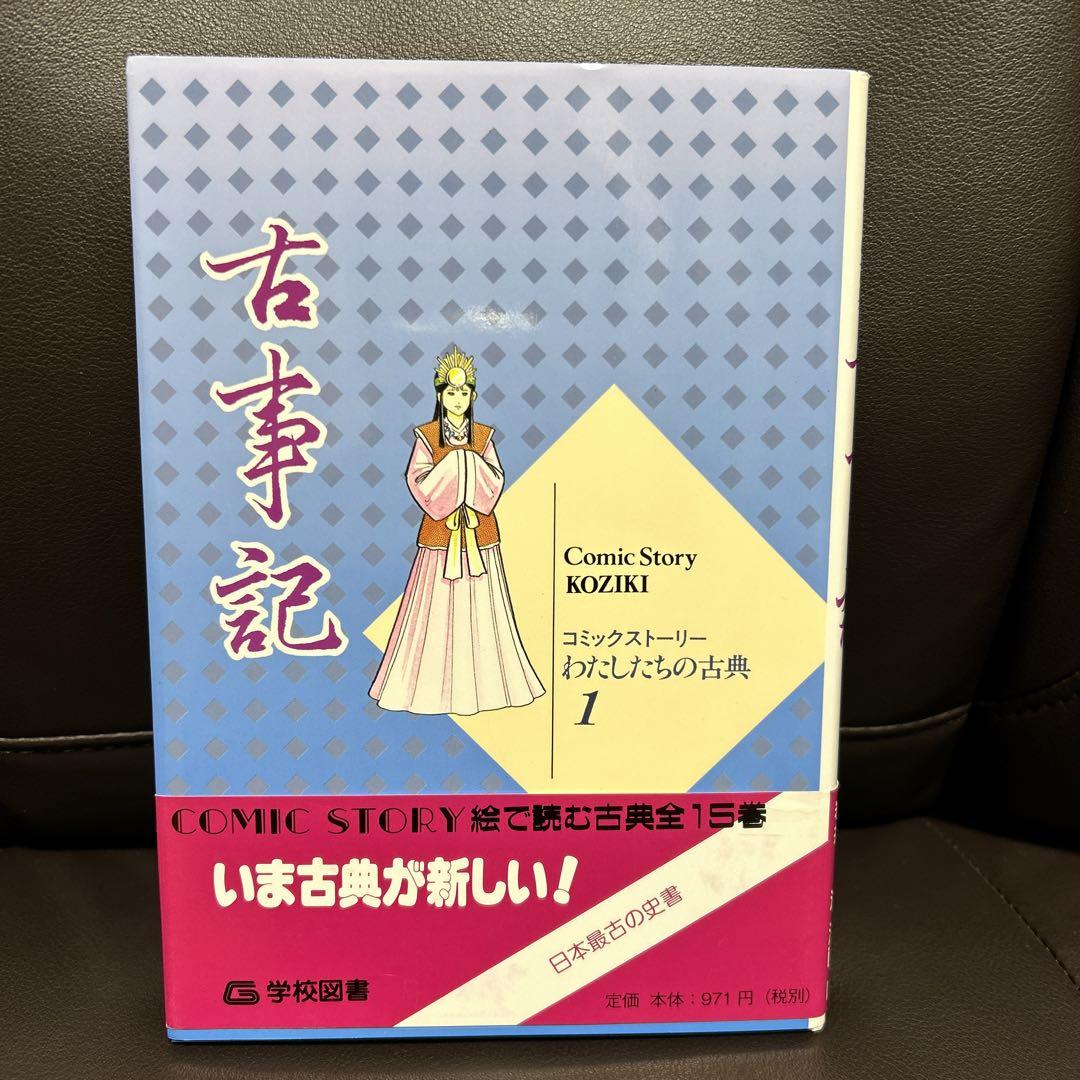 古事記
Comic Story
KOZIKI
コミックストーリー
わたしたちの古典
1
COMIC STORY 絵で読む古典全15巻
いま古典が新しい!
日本最古の史書
G 学校図書
定価 本体:971円(税別)